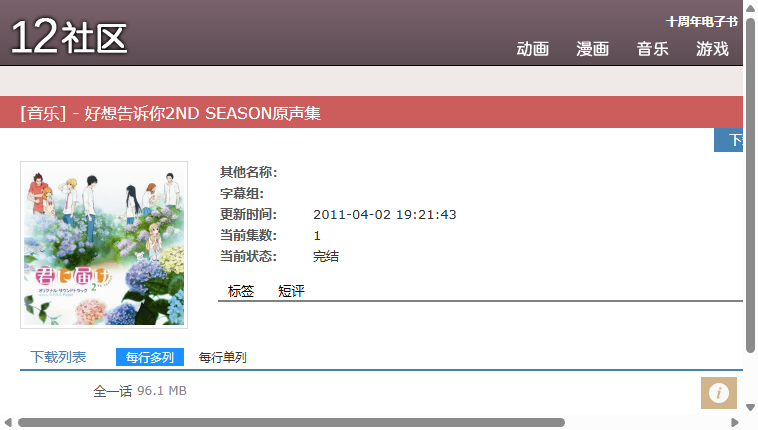 12社区
十周年电子书
动画 漫画 音乐 游戏
[音乐] - 好想告诉你2ND SEASON原声集
其他名称:
字幕组:
更新时间: 2011-04-02 19:21:43
当前集数: 1
当前状态: 完结
君に届け
オリジナル・サウンドトラック
2nd
标签 短评
下载列表 每行多列 每行单列
全一话 96.1 MB